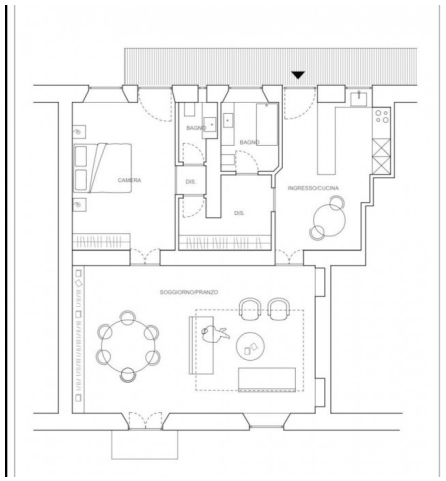 BAGNO
BAGNO
CAMERA
DIS.
INGRESSO/CUCINA
DIS.
SOGGIORNO/PRANZO